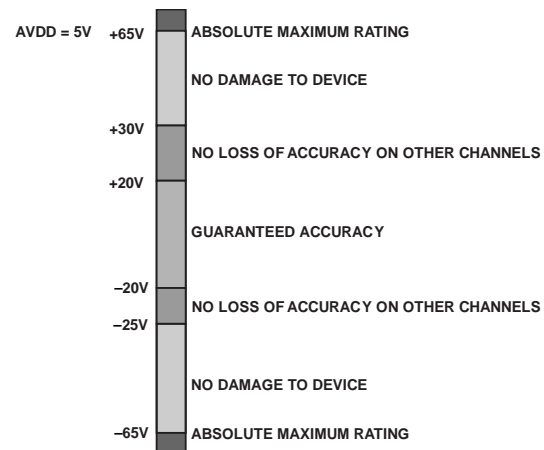 AVDD = 5V +65V ABSOLUTE MAXIMUM RATING
NO DAMAGE TO DEVICE
+30V
NO LOSS OF ACCURACY ON OTHER CHANNELS
+20V
GUARANTEED ACCURACY
–20V
NO LOSS OF ACCURACY ON OTHER CHANNELS
–25V
NO DAMAGE TO DEVICE
–65V ABSOLUTE MAXIMUM RATING